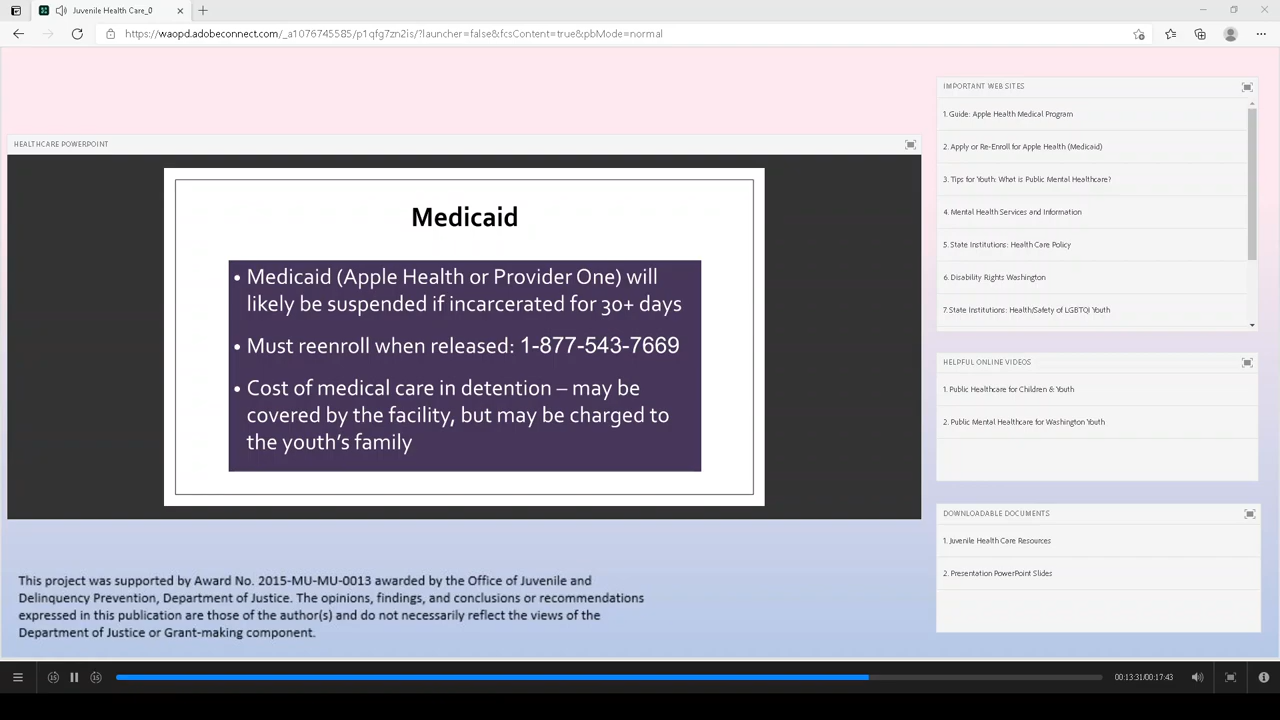 Juvenile Health Care_0
https://waopd.adobeconnect.com/_a1076745585/p1qfg7zn2is/?launcher=false&fcsContent=true&pbMode=normal
HEALTHCARE POWERPOINT
Medicaid
• Medicaid (Apple Health or Provider One) will
likely be suspended if incarcerated for 30+ days
• Must reenroll when released: 1-877-543-7669
• Cost of medical care in detention – may be
covered by the facility, but may be charged to
the youth's family
This project was supported by Award No. 2015-MU-MU-0013 awarded by the Office of Juvenile and
Delinquency Prevention, Department of Justice. The opinions, findings, and conclusions or recommendations
expressed in this publication are those of the author(s) and do not necessarily reflect the views of the
Department of Justice or Grant-making component.
IMPORTANT WEB SITES
1. Guide: Apple Health Medical Program
2. Apply or Re-Enroll for Apple Health (Medicaid)
3. Tips for Youth: What is Public Mental Healthcare?
4. Mental Health Services and Information
5. State Institutions: Health Care Policy
6. Disability Rights Washington
7. State Institutions: Health/Safety of LGBTQI Youth
HELPFUL ONLINE VIDEOS
1. Public Healthcare for Children & Youth
2. Public Mental Healthcare for Washington Youth
DOWNLOADABLE DOCUMENTS
1. Juvenile Health Care Resources
2. Presentation PowerPoint Slides
15
15
00:13:31/00:17:43